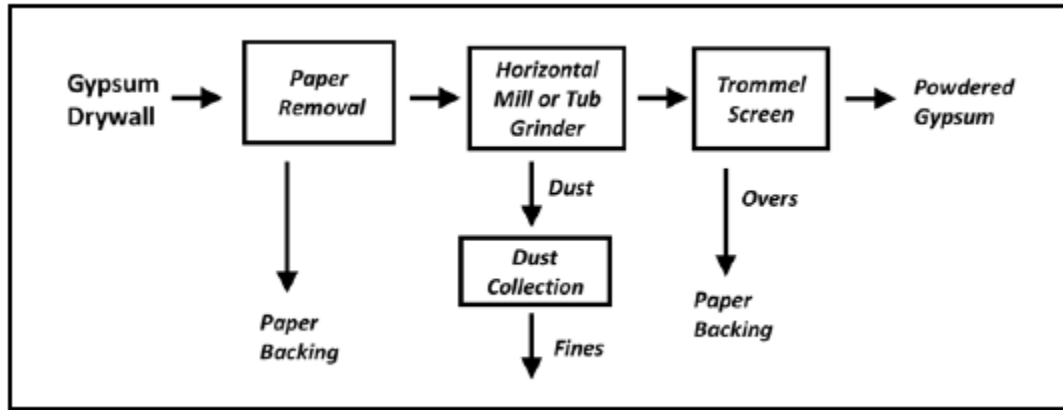 Gypsum
Drywall
Paper
Removal
Horizontal
Mill or Tub
Grinder
Trommel
Screen
Powdered
Gypsum
Dust
Overs
Dust
Collection
Paper
Backing
Paper
Backing
Fines